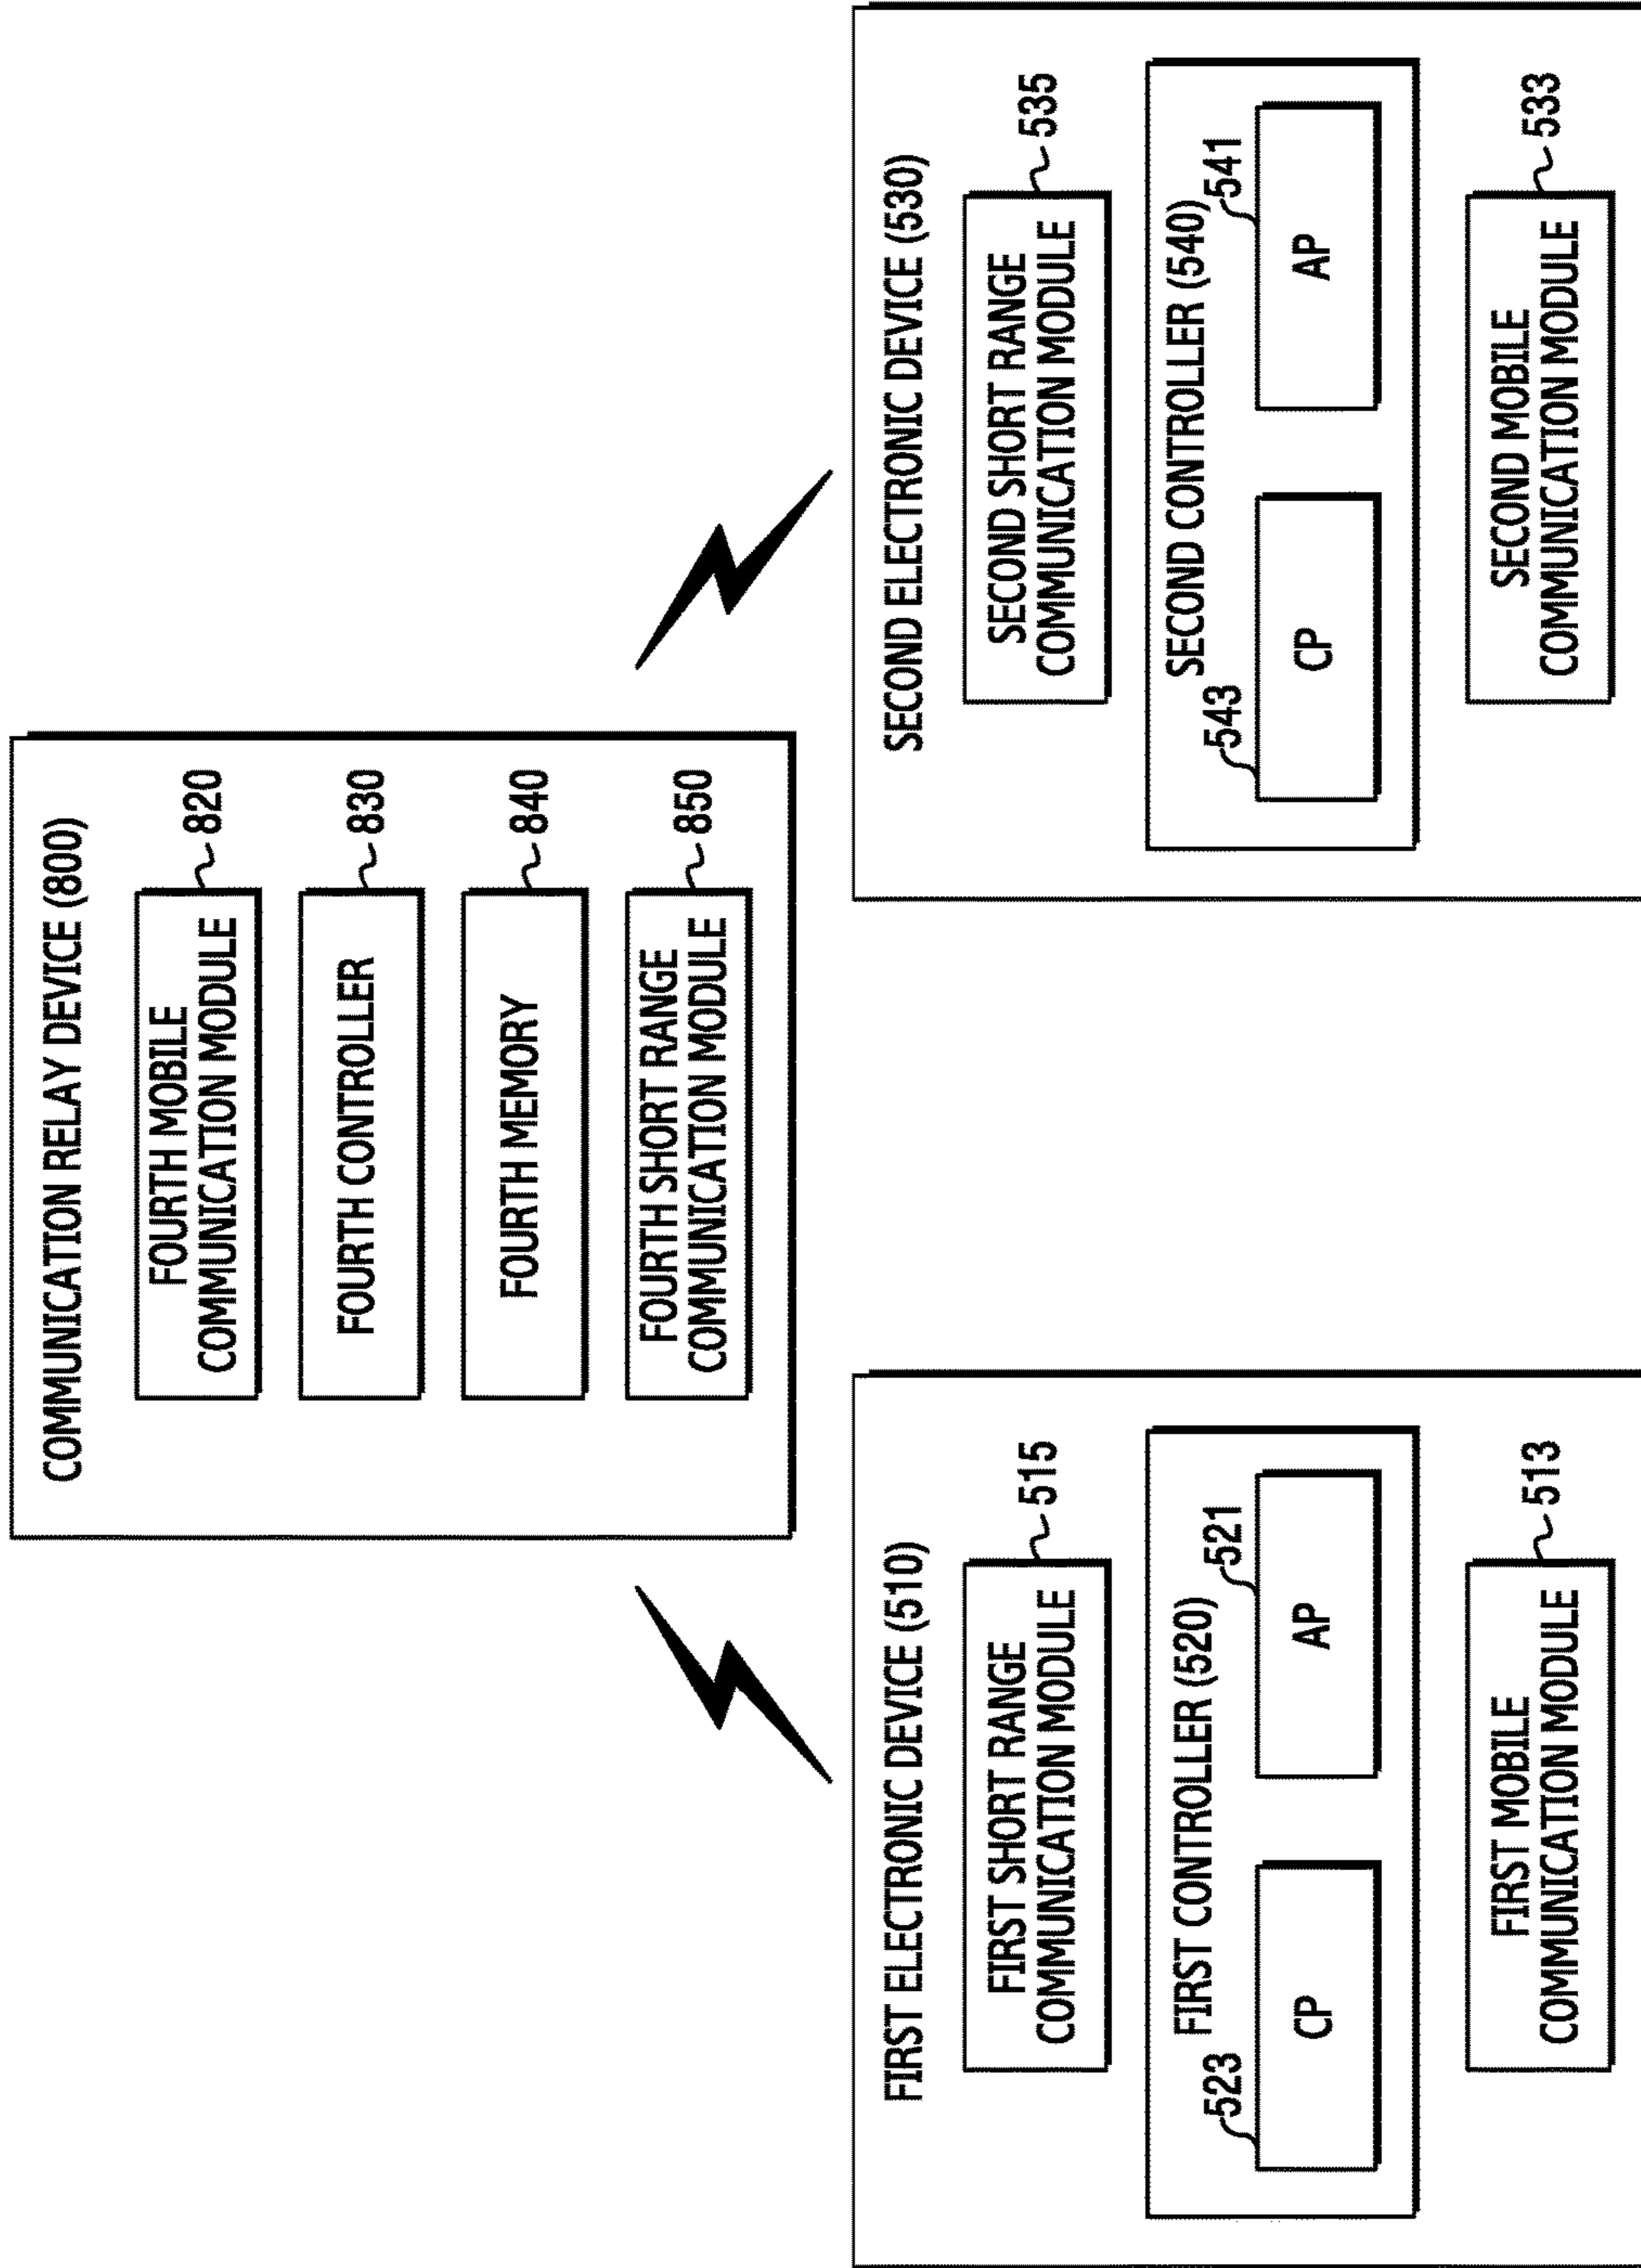 COMMUNICATION RELAY DEVICE (800)
FOURTH MOBILE
COMMUNICATION MODULE
820
FOURTH CONTROLLER
830
FOURTH MEMORY
840
FOURTH SHORT RANGE
COMMUNICATION MODULE
850
FIRST ELECTRONIC DEVICE (510)
FIRST SHORT RANGE
COMMUNICATION MODULE
515
FIRST CONTROLLER (520)
523
CP
521
AP
FIRST MOBILE
COMMUNICATION MODULE
513
SECOND ELECTRONIC DEVICE (530)
SECOND SHORT RANGE
COMMUNICATION MODULE
535
SECOND CONTROLLER (540)
543
CP
541
AP
SECOND MOBILE
COMMUNICATION MODULE
533